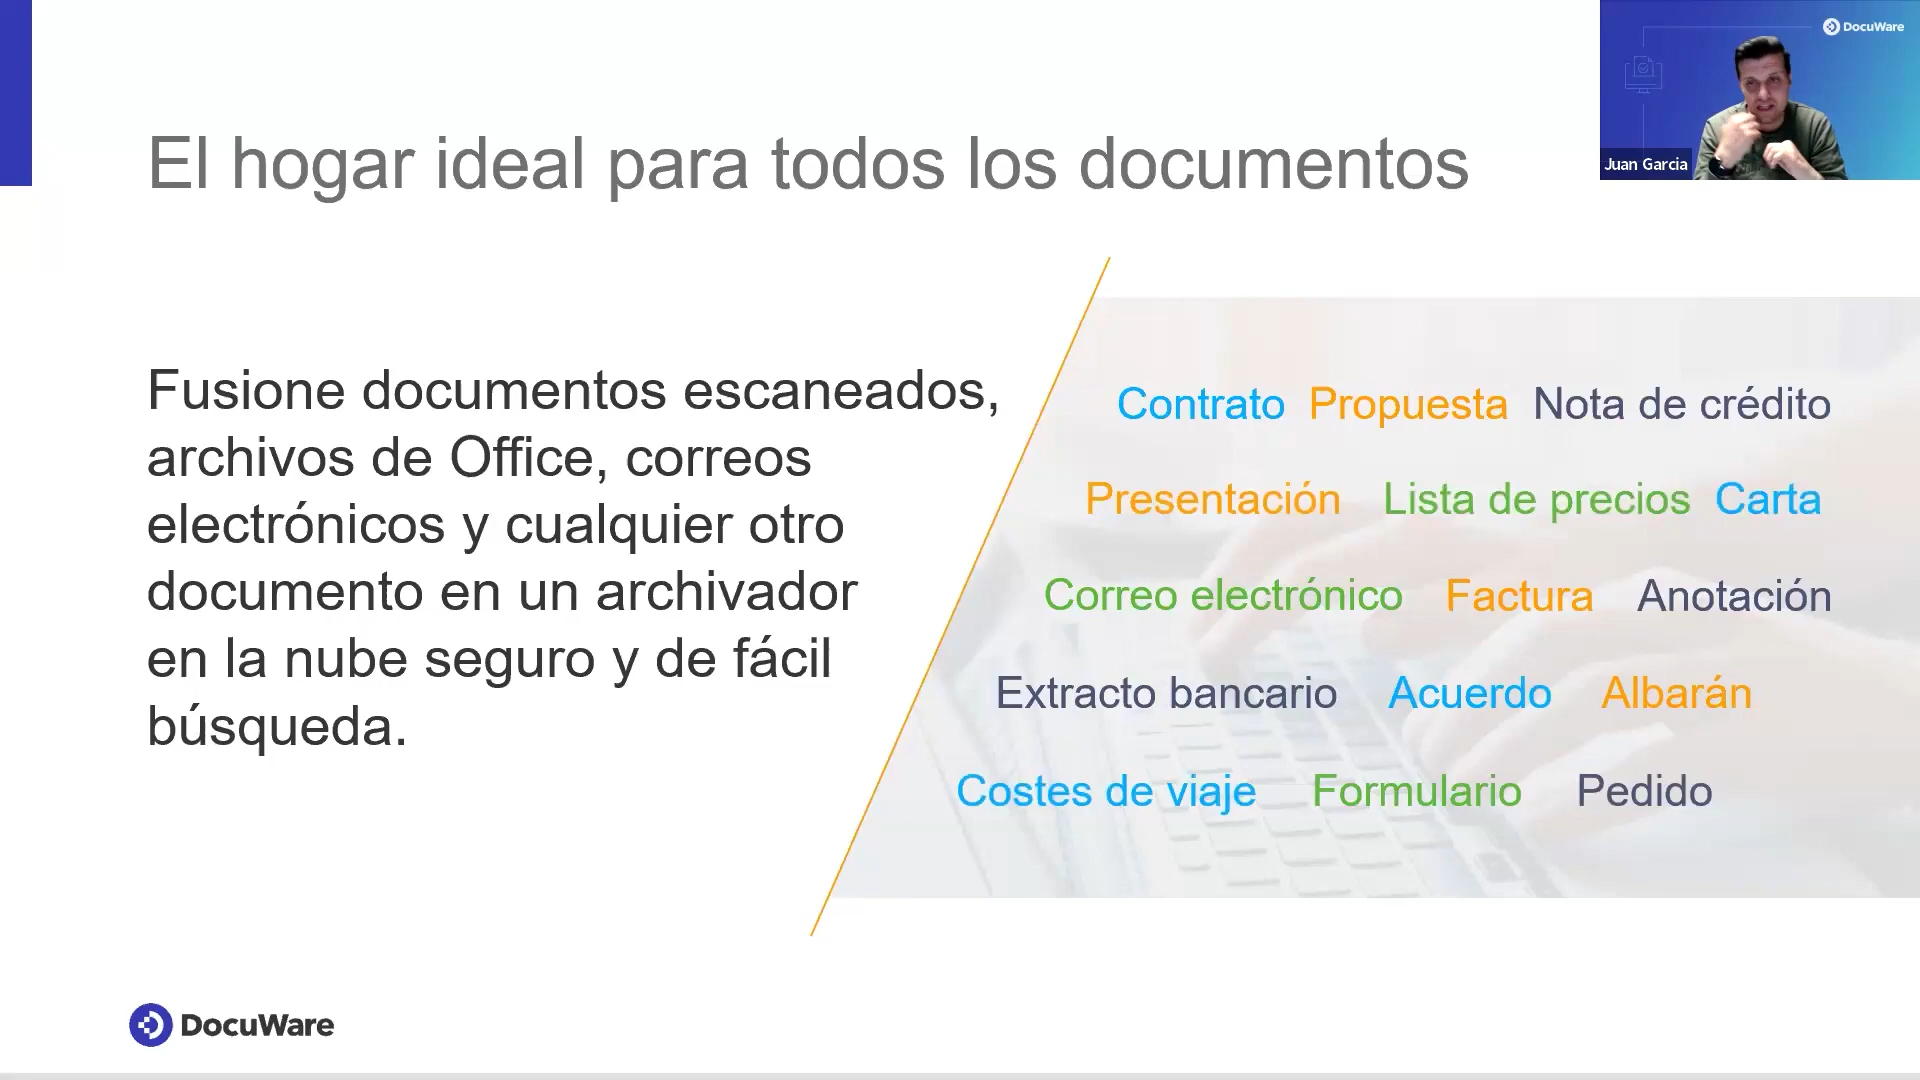 DocuWare
Juan Garcia
El hogar ideal para todos los documentos
Fusione documentos escaneados,
archivos de Office, correos
electrónicos y cualquier otro
documento en un archivador
en la nube seguro y de fácil
búsqueda.
Contrato Propuesta Nota de crédito
Presentación Lista de precios Carta
Correo electrónico Factura Anotación
Extracto bancario Acuerdo Albarán
Costes de viaje Formulario Pedido
DocuWare